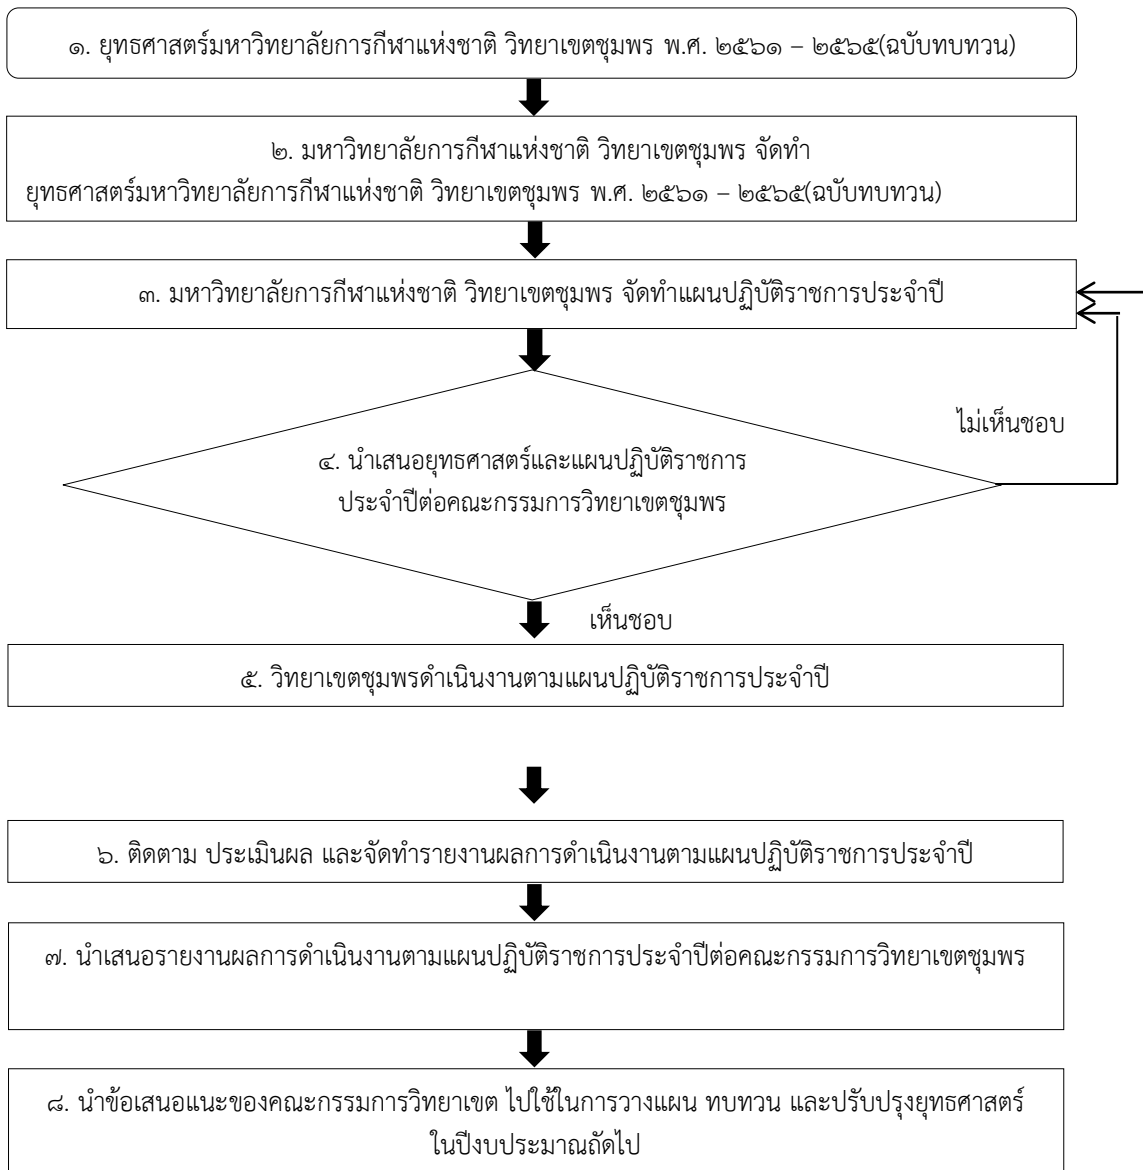 ๑. ยุทธศาสตร์มหาวิทยาลัยการกีฬาแห่งชาติ วิทยาเขตชุมพร พ.ศ. ๒๕๖๑ – ๒๕๖๕(ฉบับทบทวน)
๒. มหาวิทยาลัยการกีฬาแห่งชาติ วิทยาเขตชุมพร จัดทำ
ยุทธศาสตร์มหาวิทยาลัยการกีฬาแห่งชาติ วิทยาเขตชุมพร พ.ศ. ๒๕๖๑ – ๒๕๖๕(ฉบับทบทวน)
๓. มหาวิทยาลัยการกีฬาแห่งชาติ วิทยาเขตชุมพร จัดทำแผนปฏิบัติราชการประจำปี
ไม่เห็นชอบ
๔. นำเสนอยุทธศาสตร์และแผนปฏิบัติราชการ
ประจำปีต่อคณะกรรมการวิทยาเขตชุมพร
เห็นชอบ
๕. วิทยาเขตชุมพรดำเนินงานตามแผนปฏิบัติราชการประจำปี
๖. ติดตาม ประเมินผล และจัดทำรายงานผลการดำเนินงานตามแผนปฏิบัติราชการประจำปี
๗. นำเสนอรายงานผลการดำเนินงานตามแผนปฏิบัติราชการประจำปีต่อคณะกรรมการวิทยาเขตชุมพร
๘. นำข้อเสนอแนะของคณะกรรมการวิทยาเขต ไปใช้ในการวางแผน ทบทวน และปรับปรุงยุทธศาสตร์
ในปีงบประมาณถัดไป